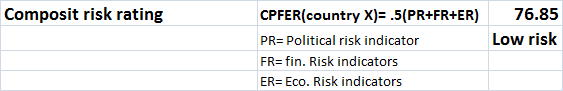 Composit risk rating CPFER(country X)= .5(PR+FR+ER) 76.85
PR= Political risk indicator Low risk
FR= fin. Risk indicators
ER= Eco. Risk indicators